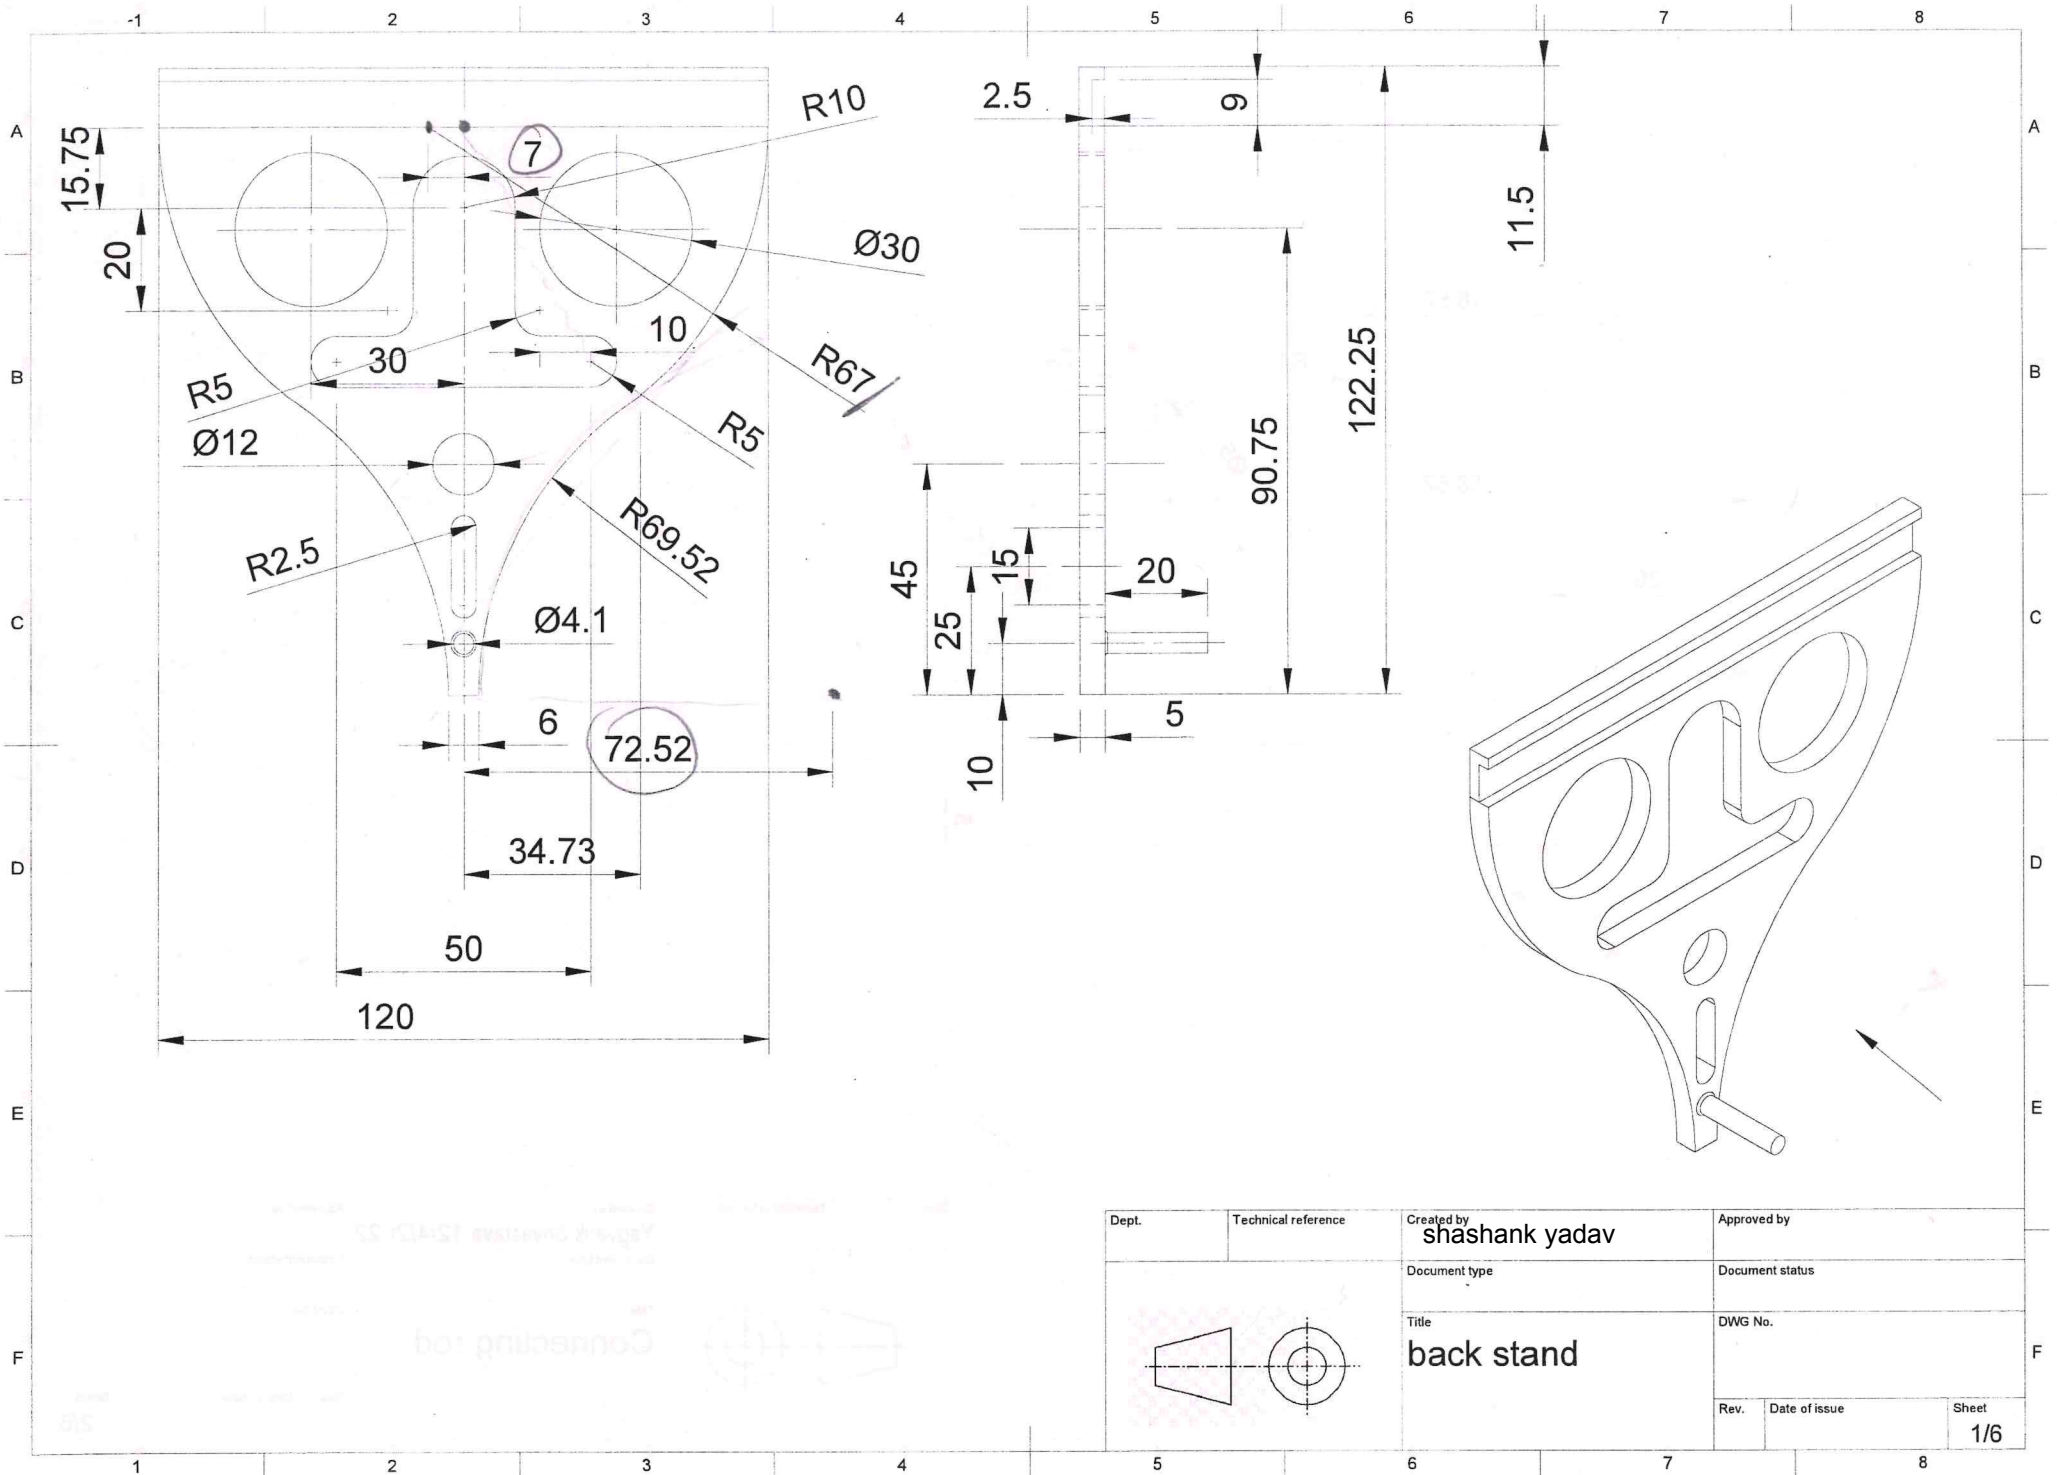 -1 2 3 4 5 6 7 8
A A
B B
C C
D D
E E
F F
15.75
20
7
R10
Ø30
10
30
R67
R5
R5
Ø12
R69.52
R2.5
Ø4.1
6
72.52
34.73
50
120
2.5
9
11.5
122.25
90.75
45
25
15
20
10
5
Dept.
Technical reference
Created by
shashank yadav
Approved by
Document type
Document status
Title
back stand
DWG No.
Rev.
Date of issue
Sheet
1/6
1 2 3 4 5 6 7 8